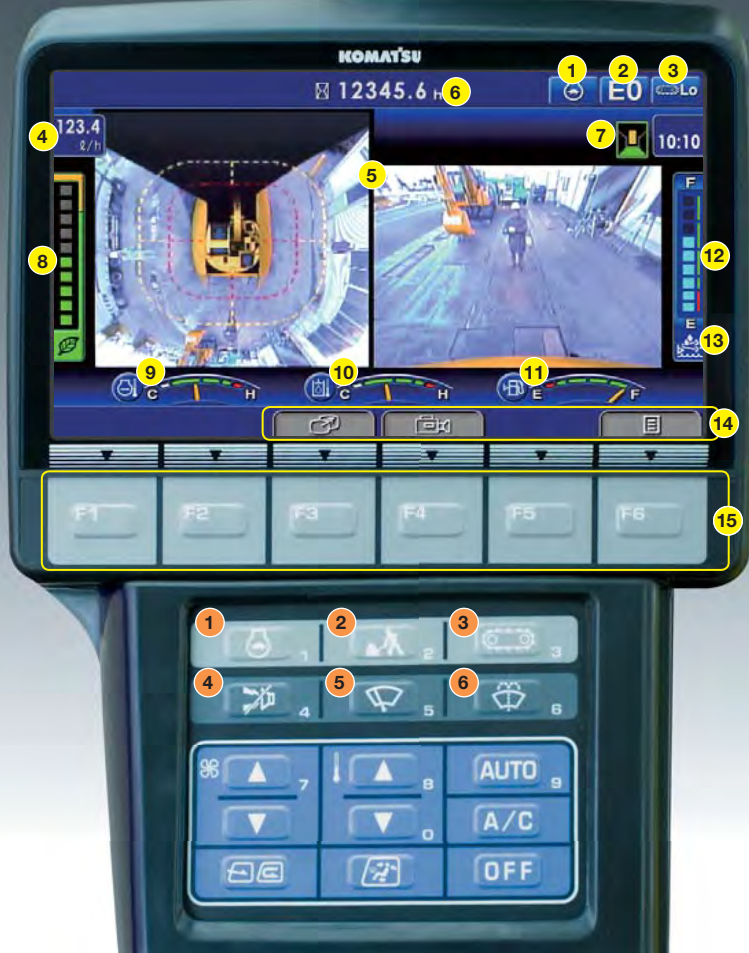 KOMATSU
1 2 3
12345.6 h 6
E0 Lo
4 123.4
ℓ/h
7 10:10
5
F
8
12
E
13
9 10 11
C H C H E F
14
F1 F2 F3 F4 F5 F6
15
1 2 3
1 2 3
4 5 6
4 5 6
7 8 AUTO 9
0 A/C
OFF